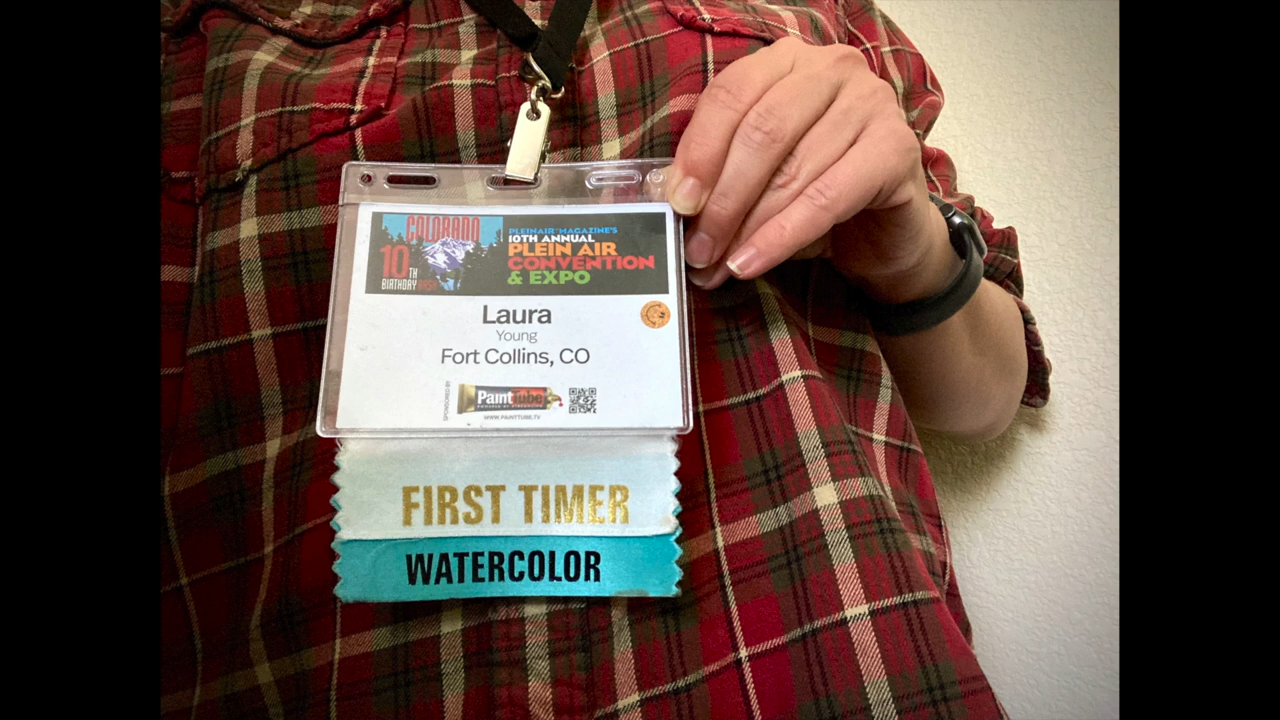 COLORADO
10TH
BIRTHDAY BASH
PLEINAIR MAGAZINE'S
10TH ANNUAL
PLEIN AIR
CONVENTION
& EXPO
Laura
Young
Fort Collins, CO
SPONSORED BY
PaintTube
WWW.PAINTTUBE.TV
FIRST TIMER
WATERCOLOR